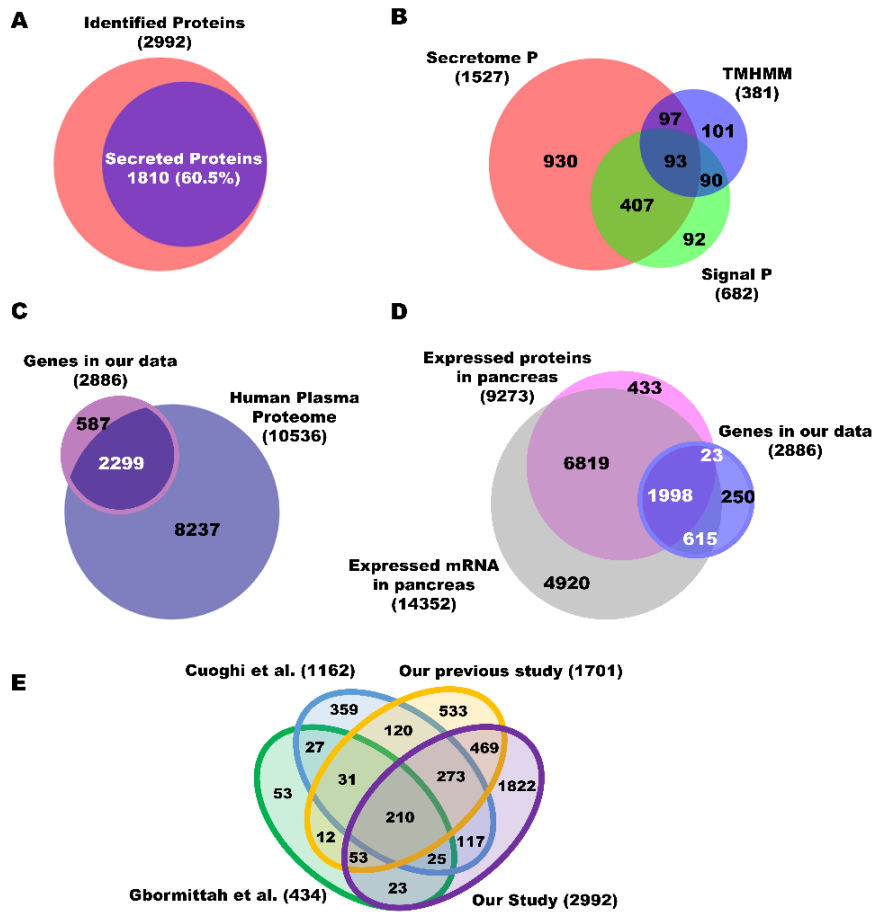 A
Identified Proteins
(2992)
Secreted Proteins
1810 (60.5%)
B
Secretome P
(1527)
TMHMM
(381)
97
101
930
93
90
407
92
Signal P
(682)
C
Genes in our data
(2886)
Human Plasma
Proteome
(10536)
587
2299
8237
D
Expressed proteins
in pancreas
(9273)
433
Genes in our data
(2886)
6819
23
1998
250
615
Expressed mRNA
in pancreas
(14352)
4920
E
Cuoghi et al. (1162)
Our previous study (1701)
359
533
120
27
469
31
273
53
1822
210
12
117
53
25
23
Gbormittah et al. (434)
Our Study (2992)